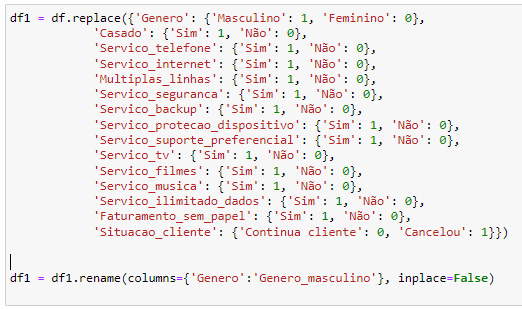 df1 = df.replace({'Genero': {'Masculino': 1, 'Feminino': 0},
'Casado': {'Sim': 1, 'Não': 0},
'Servico_telefone': {'Sim': 1, 'Não': 0},
'Servico_internet': {'Sim': 1, 'Não': 0},
'Multiplas_linhas': {'Sim': 1, 'Não': 0},
'Servico_seguranca': {'Sim': 1, 'Não': 0},
'Servico_backup': {'Sim': 1, 'Não': 0},
'Servico_protecao_dispositivo': {'Sim': 1, 'Não': 0},
'Servico_suporte_preferencial': {'Sim': 1, 'Não': 0},
'Servico_tv': {'Sim': 1, 'Não': 0},
'Servico_filmes': {'Sim': 1, 'Não': 0},
'Servico_musica': {'Sim': 1, 'Não': 0},
'Servico_ilimitado_dados': {'Sim': 1, 'Não': 0},
'Faturamento_sem_papel': {'Sim': 1, 'Não': 0},
'Situacao_cliente': {'Continua cliente': 0, 'Cancelou': 1}})
df1 = df1.rename(columns={'Genero':'Genero_masculino'}, inplace=False)